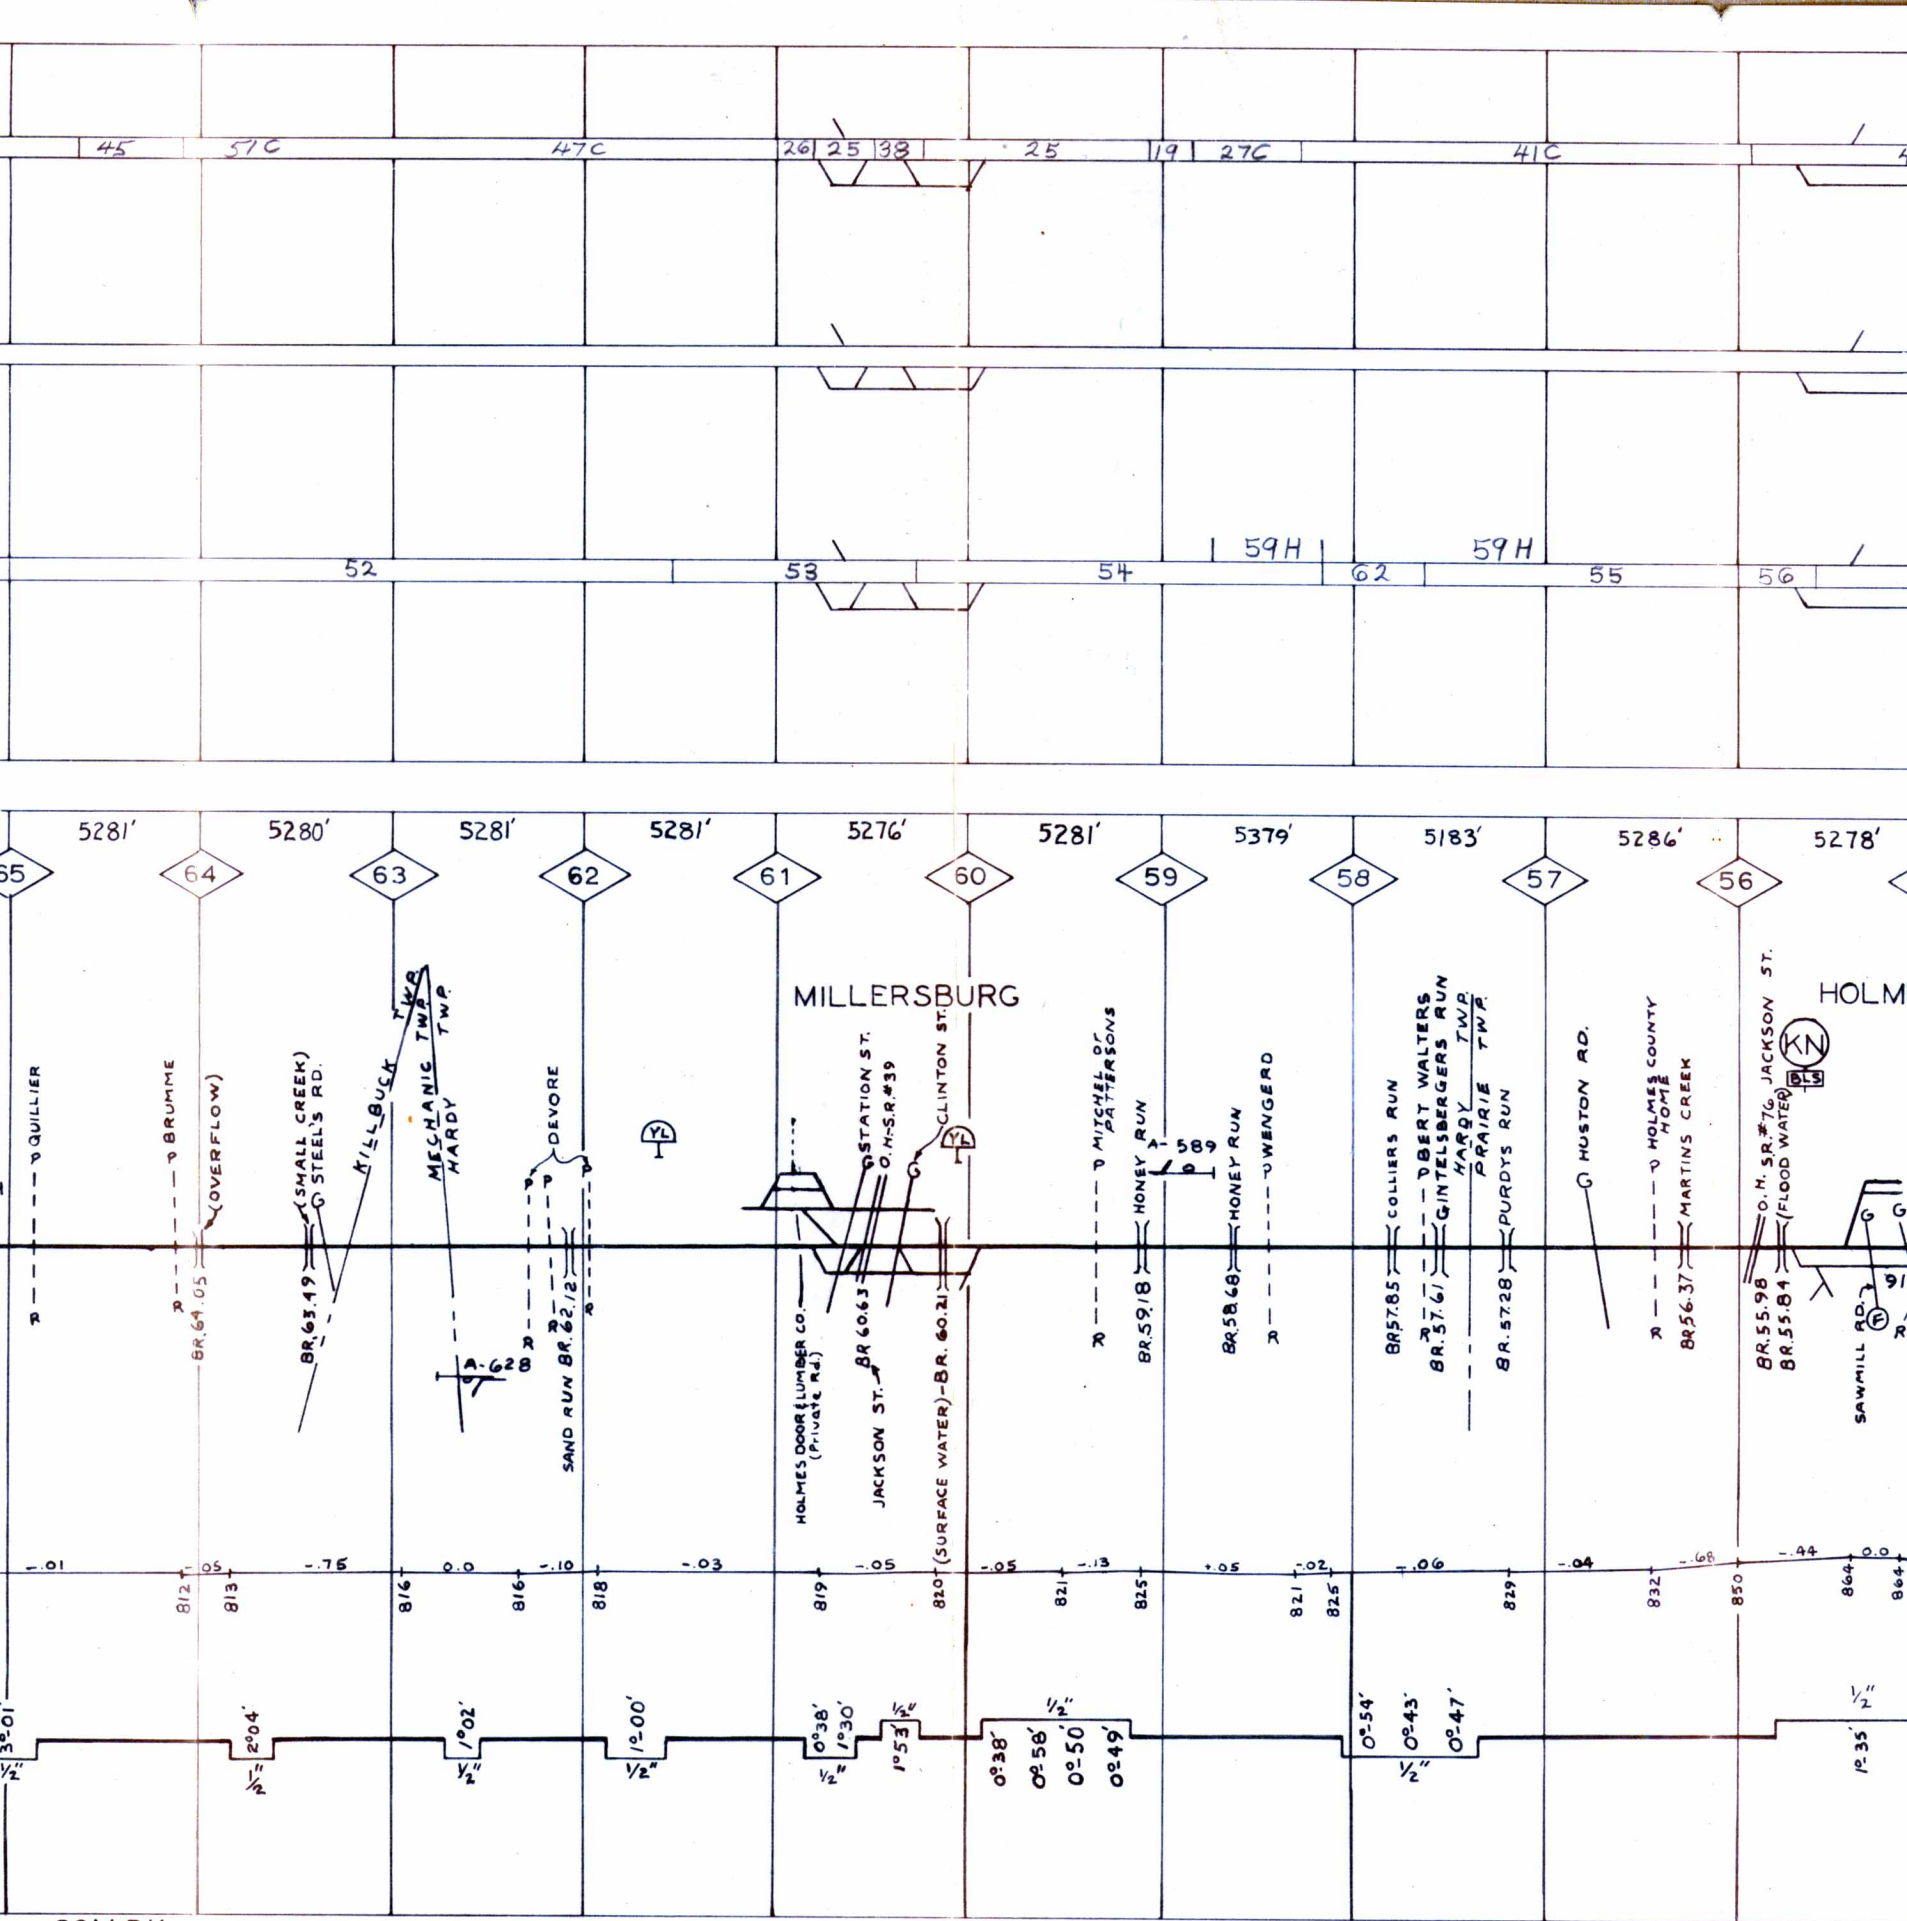 45 51C 47C 26 25 38 25 19 27C 41C
59H 59H
52 53 54 62 55 56
5281' 5280' 5281' 5281' 5276' 5281' 5379' 5183' 5286' 5278'
65 64 63 62 61 60 59 58 57 56
MILLERSBURG
HOLM
KN
BLS
QUILLIER
BRUMME
(OVERFLOW)
BR.64.05
(SMALL CREEK)
BR.63.49
STEEL'S RD.
KILLBUCK TWP.
MECHANIC TWP.
HARDY TWP.
A-628
DEVORE
SAND RUN BR.62.12
YL
HOLMES DOOR & LUMBER CO.
(Private Rd.)
STATION ST.
O.H.-S.R.#39
BR 60.63
JACKSON ST.
CLINTON ST.
YL
(SURFACE WATER)-BR. 60.21
MITCHEL or
PATTERSONS
HONEY RUN
BR.59.18
A-589
HONEY RUN
BR.58.68
WENGERD
COLLIERS RUN
BR.57.85
BERT WALTERS
GINTELSBERGERS RUN
BR.57.61
HARDY TWP.
PRAIRIE TWP.
PURDYS RUN
BR.57.28
HUSTON RD.
HOLMES COUNTY
HOME
MARTINS CREEK
BR.56.37
O.H. S.R.#76 JACKSON ST.
BR.55.98
(FLOOD WATER)
BR.55.84
SAWMILL RD.
F
G
G
-.01 -.05 -.75 0.0 -.10 -.03 -.05 -.05 -.13 +.05 -.02 -.06 -.04 -.68 -.44 0.0
812 813 816 816 818 819 820 821 825 821 825 829 832 850 864 864
3°-01' 2°04' 1°02' 1°-00' 0°38' 1°30' 1°53' 0°-38' 0°-58' 0°-50' 0°-49' 0°-54' 0°-43' 0°-47' 1°-35'
1/2" 1/2" 1/2" 1/2" 1/2" 1/2" 1/2" 1/2"